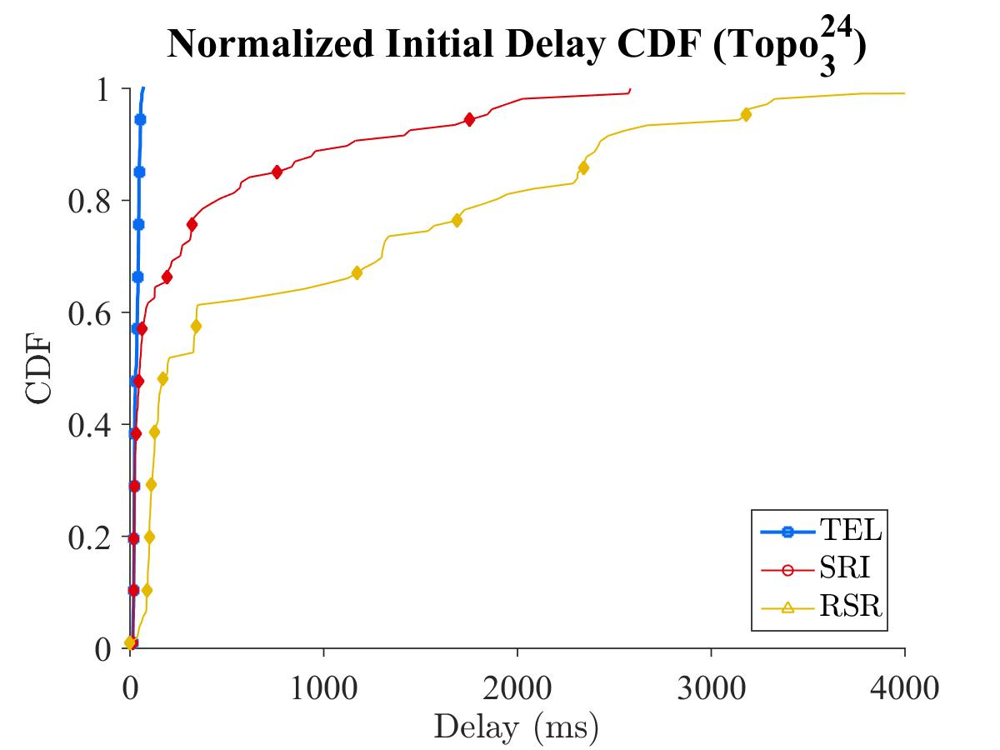 Normalized Initial Delay CDF (Topo₃²⁴)
1
0.8
0.6
0.4
0.2
0
CDF
TEL
SRI
RSR
0 1000 2000 3000 4000
Delay (ms)